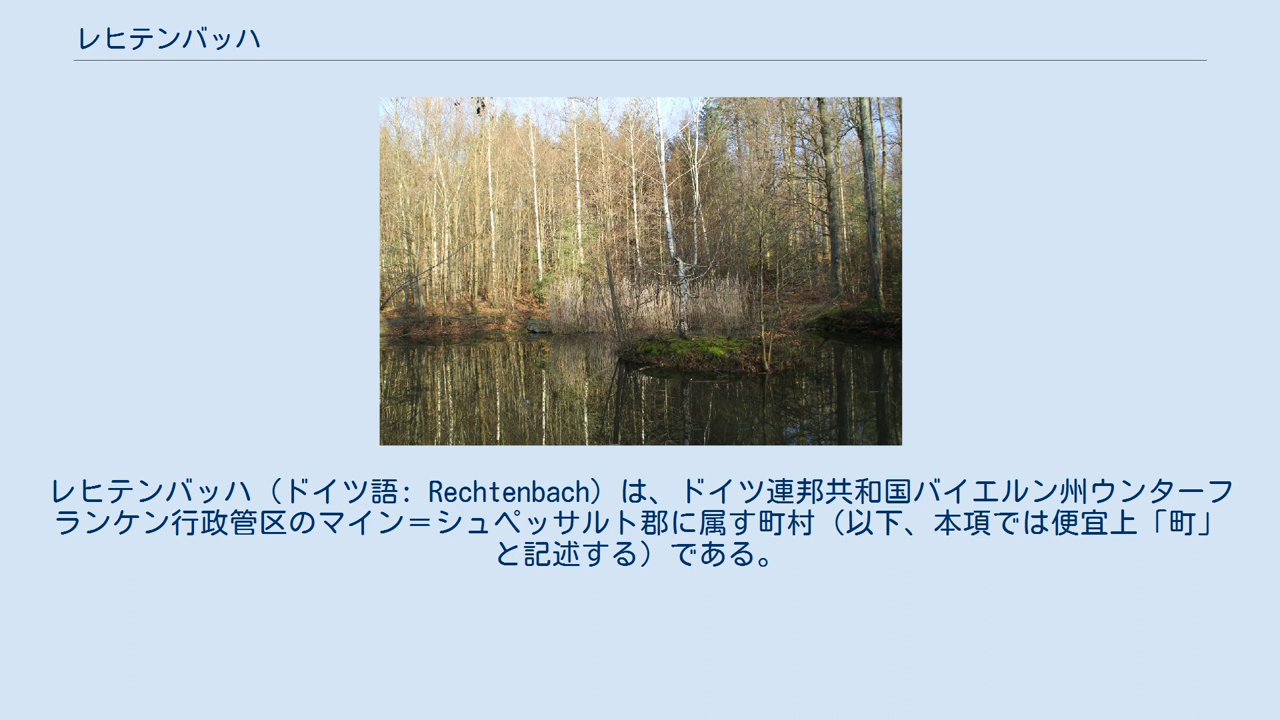 レヒテンバッハ
レヒテンバッハ（ドイツ語: Rechtenbach）は、ドイツ連邦共和国バイエルン州ウンターフ
ランケン行政管区のマイン＝シュペッサルト郡に属す町村（以下、本項では便宜上「町」
と記述する）である。